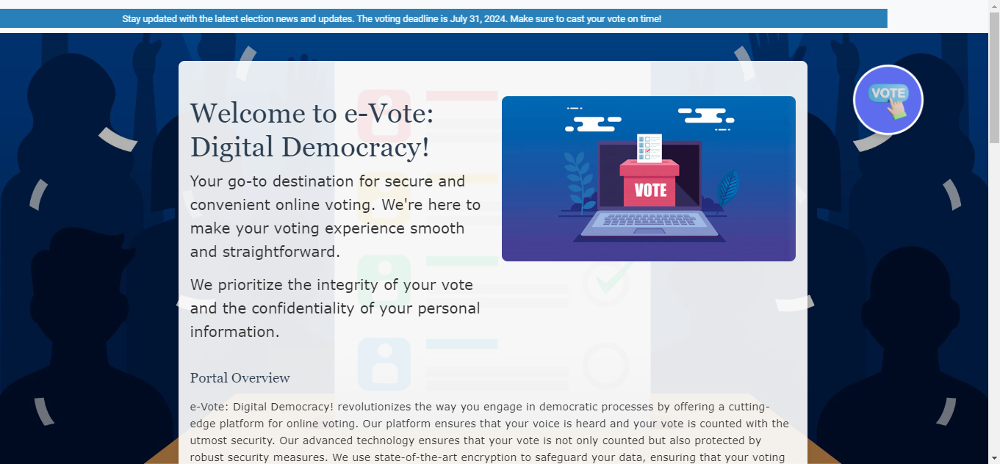 Stay updated with the latest election news and updates. The voting deadline is July 31, 2024. Make sure to cast your vote on time!
Welcome to e-Vote:
Digital Democracy!
Your go-to destination for secure and
convenient online voting. We're here to
make your voting experience smooth
and straightforward.
We prioritize the integrity of your vote
and the confidentiality of your personal
information.
VOTE
VOTE
Portal Overview
e-Vote: Digital Democracy! revolutionizes the way you engage in democratic processes by offering a cutting-
edge platform for online voting. Our platform ensures that your voice is heard and your vote is counted with the
utmost security. Our advanced technology ensures that your vote is not only counted but also protected by
robust security measures. We use state-of-the-art encryption to safeguard your data, ensuring that your voting